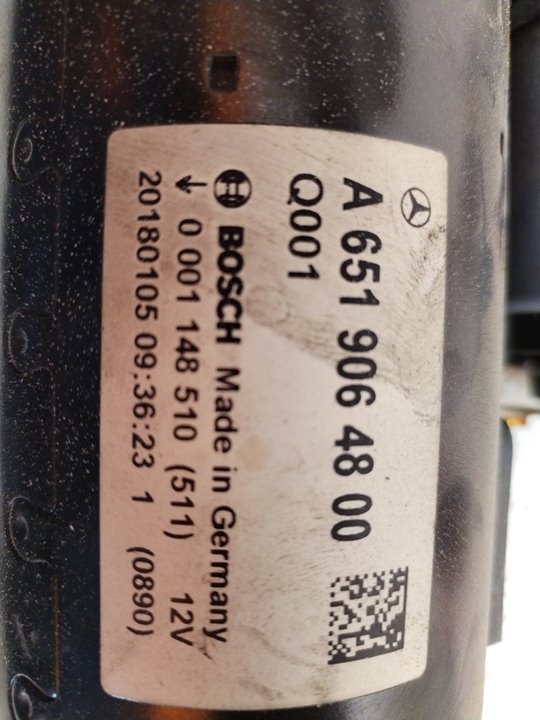 A 651 906 48 00
Q001
BOSCH Made in Germany
↓ 0 001 148 510 (511) 12V
20180105 09:36:23 1 (0890)